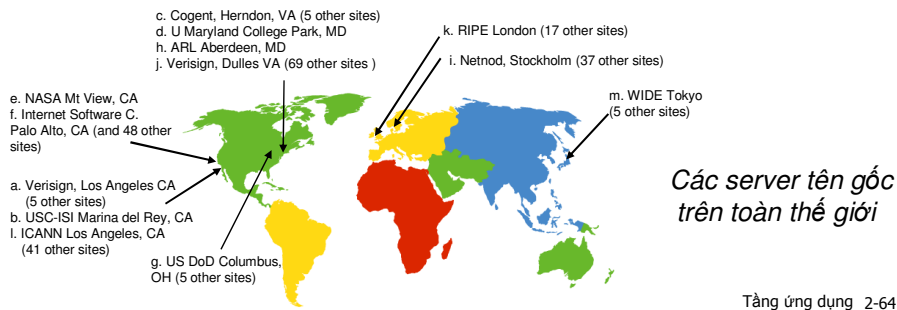 c. Cogent, Herndon, VA (5 other sites)
d. U Maryland College Park, MD
h. ARL Aberdeen, MD
j. Verisign, Dulles VA (69 other sites )
k. RIPE London (17 other sites)
i. Netnod, Stockholm (37 other sites)
m. WIDE Tokyo
(5 other sites)
e. NASA Mt View, CA
f. Internet Software C.
Palo Alto, CA (and 48 other
sites)
a. Verisign, Los Angeles CA
(5 other sites)
b. USC-ISI Marina del Rey, CA
l. ICANN Los Angeles, CA
(41 other sites)
g. US DoD Columbus,
OH (5 other sites)
Các server tên gốc
trên toàn thế giới
Tầng ứng dụng 2-64